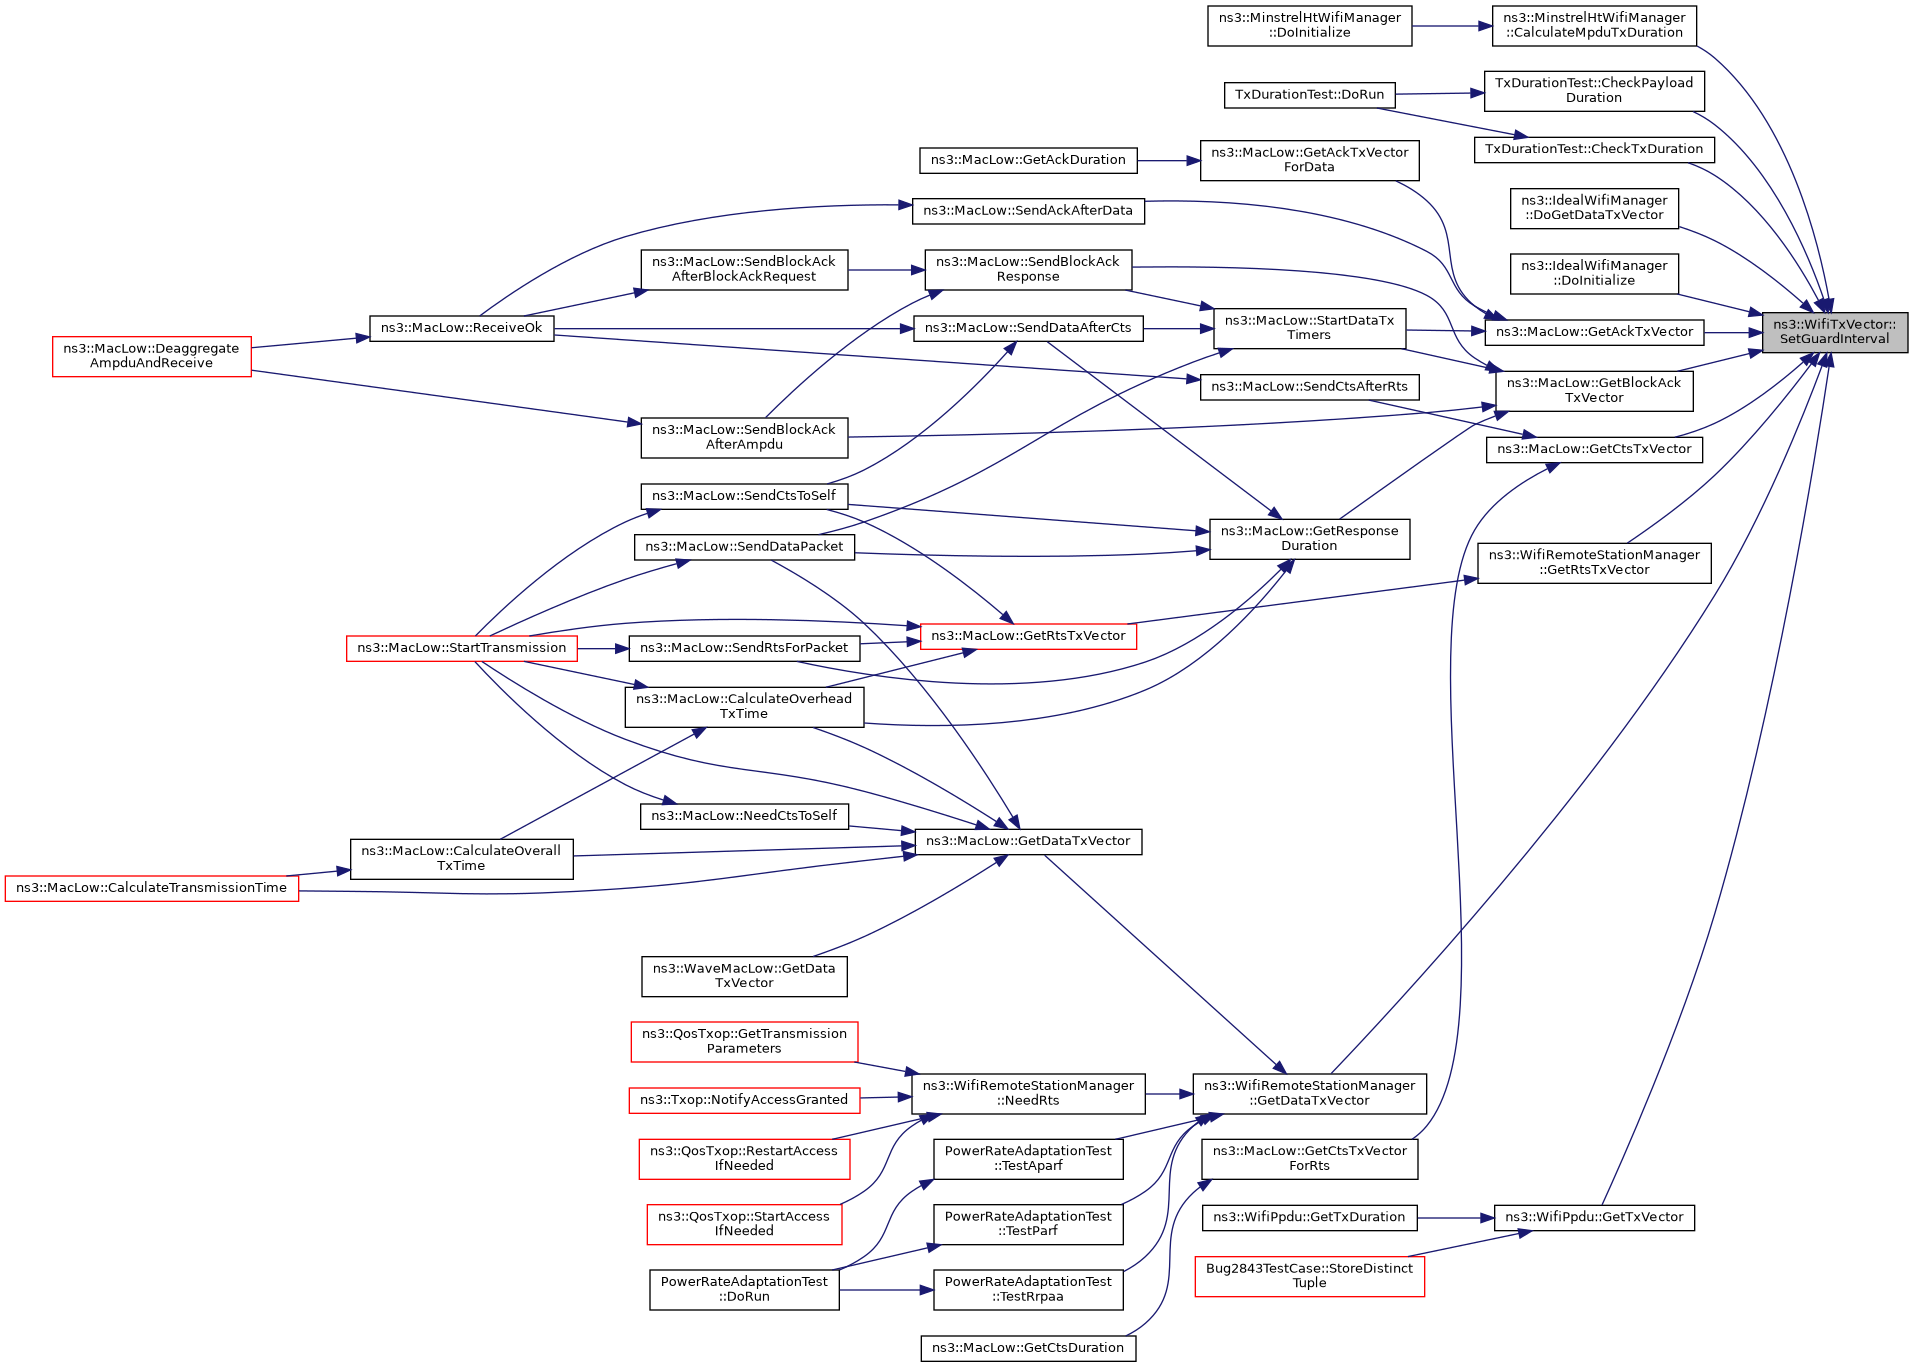 ns3::MinstrelHtWifiManager
::DoInitialize
ns3::MinstrelHtWifiManager
::CalculateMpduTxDuration
TxDurationTest::DoRun
TxDurationTest::CheckPayload
Duration
TxDurationTest::CheckTxDuration
ns3::MacLow::GetAckDuration
ns3::MacLow::GetAckTxVector
ForData
ns3::IdealWifiManager
::DoGetDataTxVector
ns3::MacLow::SendAckAfterData
ns3::MacLow::SendBlockAck
AfterBlockAckRequest
ns3::MacLow::SendBlockAck
Response
ns3::IdealWifiManager
::DoInitialize
ns3::MacLow::ReceiveOk
ns3::MacLow::SendDataAfterCts
ns3::MacLow::StartDataTx
Timers
ns3::MacLow::GetAckTxVector
ns3::WifiTxVector::
SetGuardInterval
ns3::MacLow::Deaggregate
AmpduAndReceive
ns3::MacLow::SendCtsAfterRts
ns3::MacLow::GetBlockAck
TxVector
ns3::MacLow::SendBlockAck
AfterAmpdu
ns3::MacLow::GetCtsTxVector
ns3::MacLow::SendCtsToSelf
ns3::MacLow::SendDataPacket
ns3::MacLow::GetResponse
Duration
ns3::WifiRemoteStationManager
::GetRtsTxVector
ns3::MacLow::StartTransmission
ns3::MacLow::SendRtsForPacket
ns3::MacLow::GetRtsTxVector
ns3::MacLow::CalculateOverhead
TxTime
ns3::MacLow::NeedCtsToSelf
ns3::MacLow::GetDataTxVector
ns3::MacLow::CalculateOverall
TxTime
ns3::MacLow::CalculateTransmissionTime
ns3::WaveMacLow::GetData
TxVector
ns3::QosTxop::GetTransmission
Parameters
ns3::Txop::NotifyAccessGranted
ns3::WifiRemoteStationManager
::NeedRts
ns3::WifiRemoteStationManager
::GetDataTxVector
ns3::QosTxop::RestartAccess
IfNeeded
PowerRateAdaptationTest
::TestAparf
ns3::MacLow::GetCtsTxVector
ForRts
ns3::QosTxop::StartAccess
IfNeeded
PowerRateAdaptationTest
::TestParf
ns3::WifiPpdu::GetTxDuration
ns3::WifiPpdu::GetTxVector
PowerRateAdaptationTest
::DoRun
PowerRateAdaptationTest
::TestRrpaa
Bug2843TestCase::StoreDistinct
Tuple
ns3::MacLow::GetCtsDuration